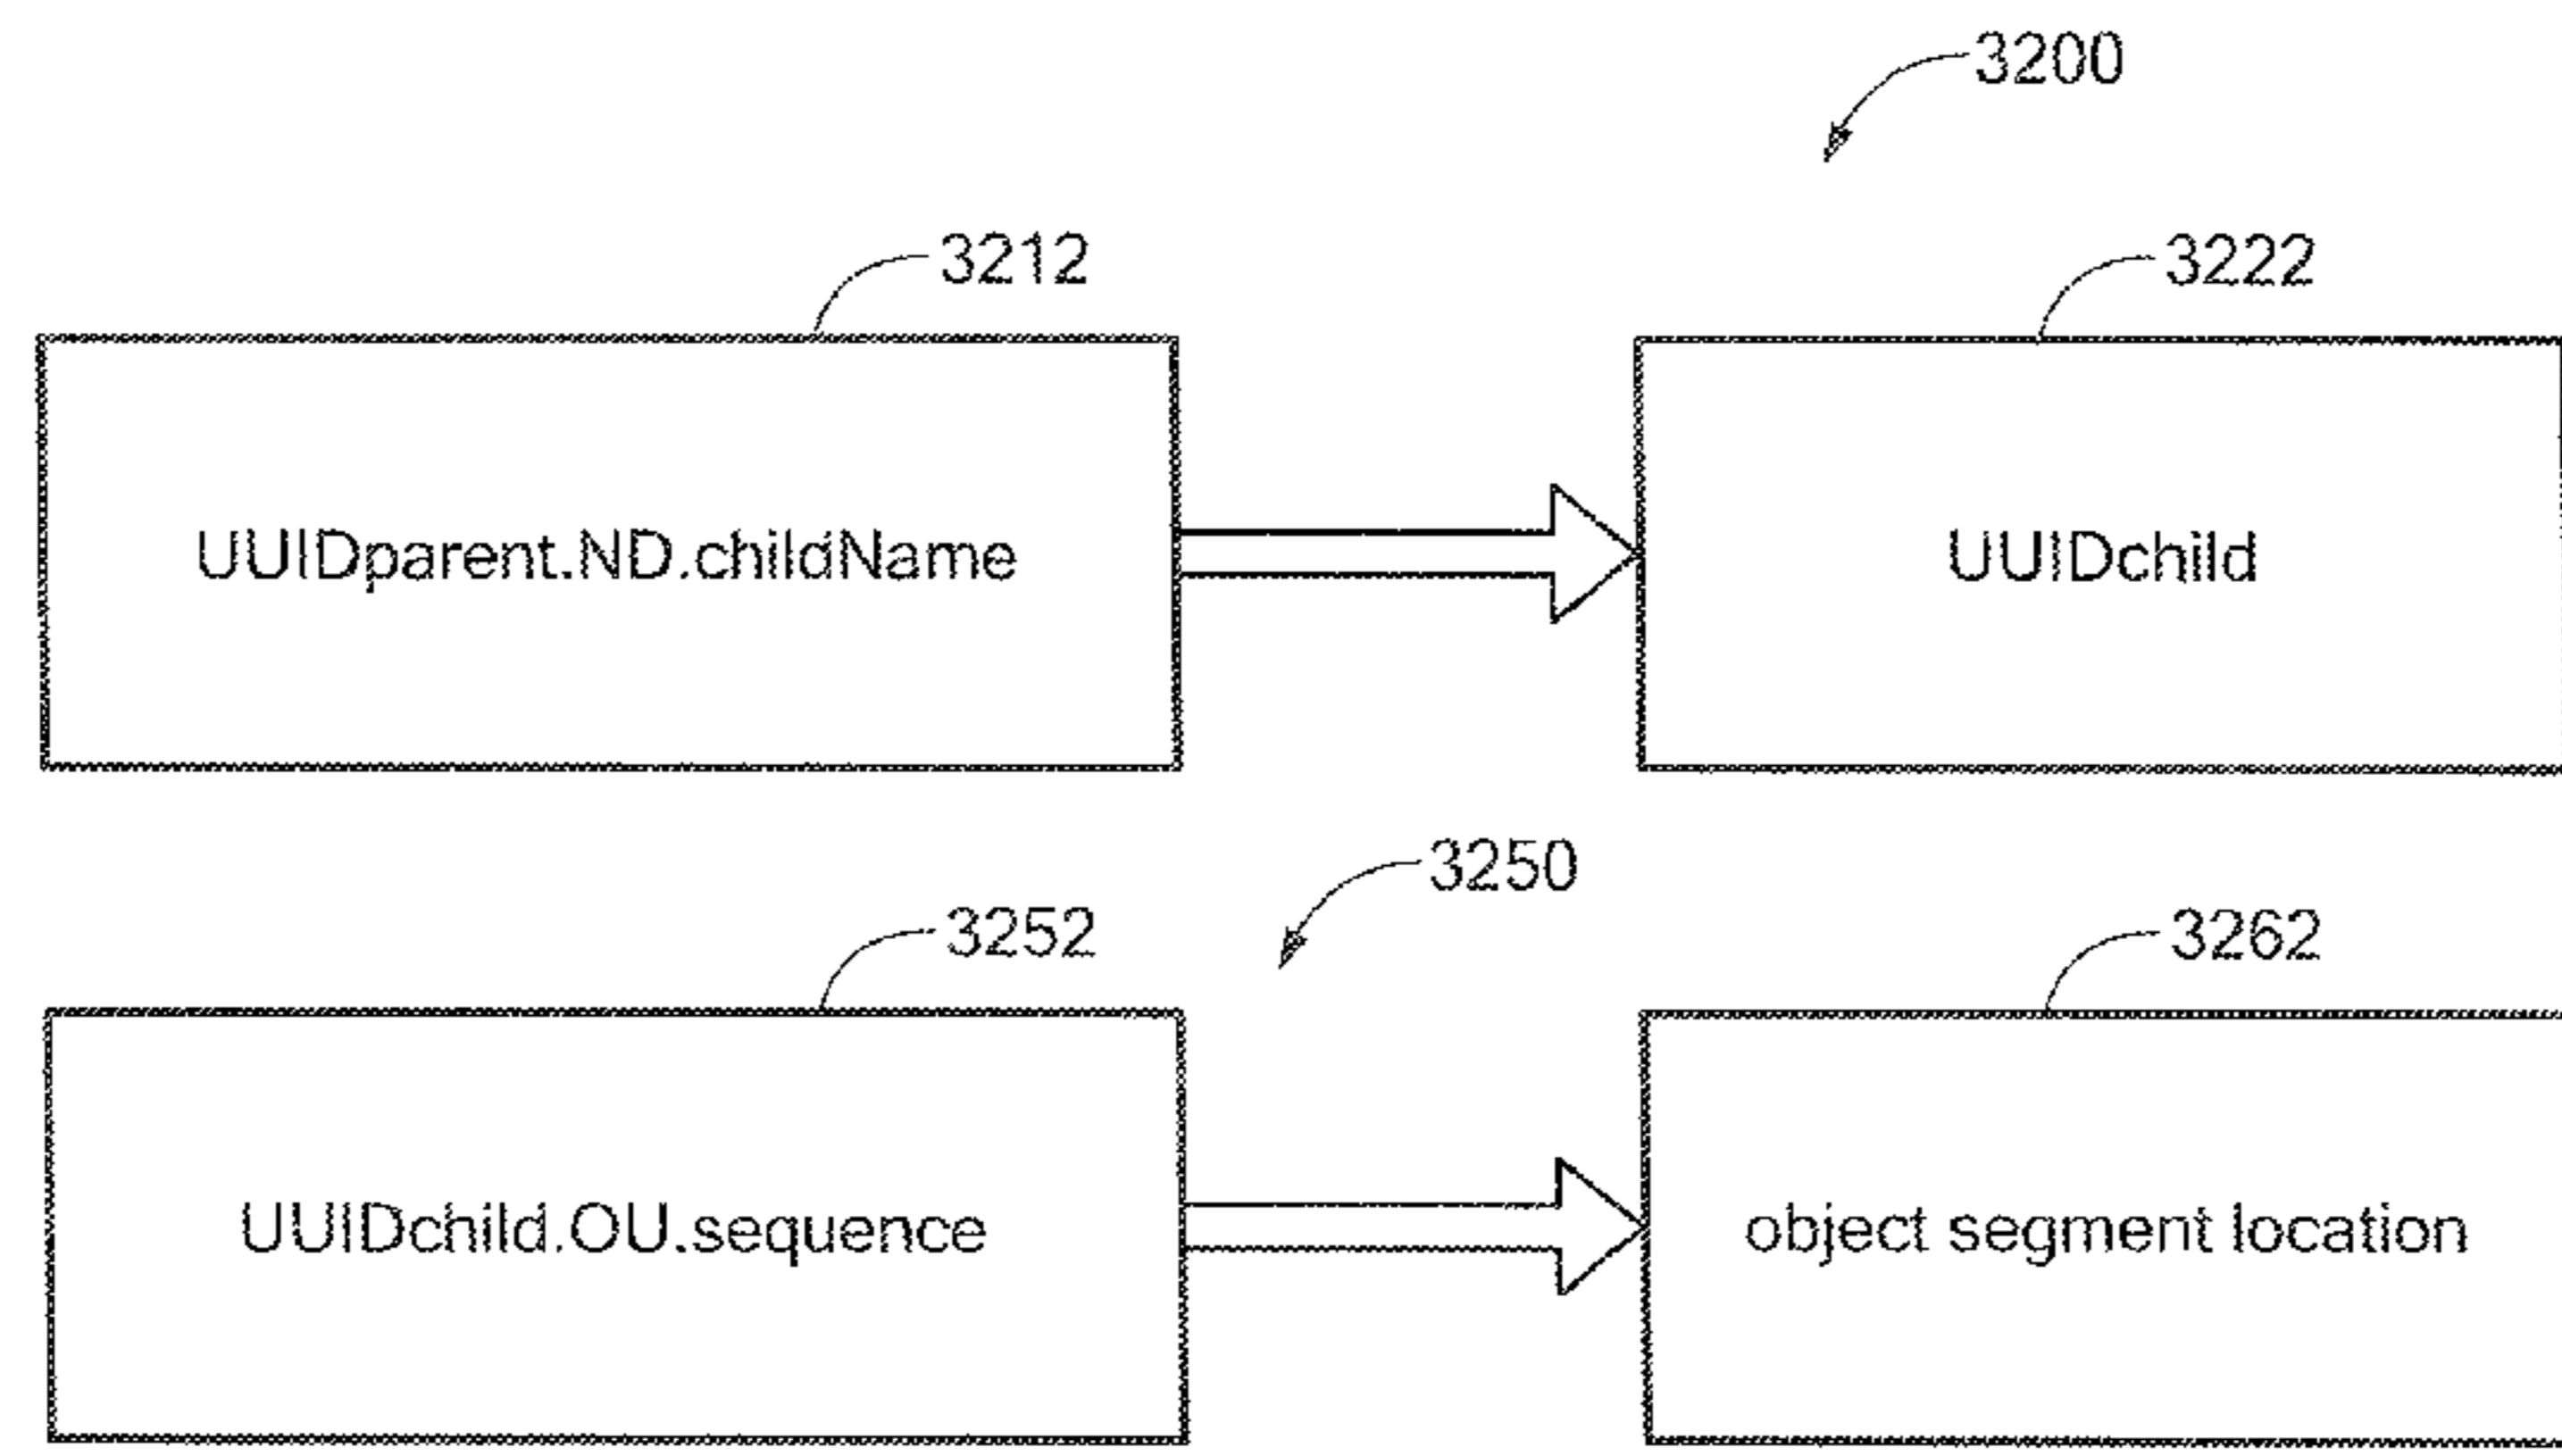 3200
3212
3222
UUIDparent.ND.childName
UUIDchild
3250
3252
3262
UUIDchild.OU.sequence
object segment location